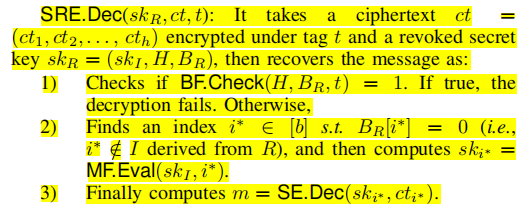 SRE.Dec(sk_R, ct, t): It takes a ciphertext ct =
(ct_1, ct_2, . . . , ct_h) encrypted under tag t and a revoked secret
key sk_R = (sk_I, H, B_R), then recovers the message as:
1) Checks if BF.Check(H, B_R, t) = 1. If true, the
decryption fails. Otherwise,
2) Finds an index i* ∈ [b] s.t. B_R[i*] = 0 (i.e.,
i* ∉ I derived from R), and then computes sk_{i*} =
MF.Eval(sk_I, i*).
3) Finally computes m = SE.Dec(sk_{i*}, ct_{i*}).